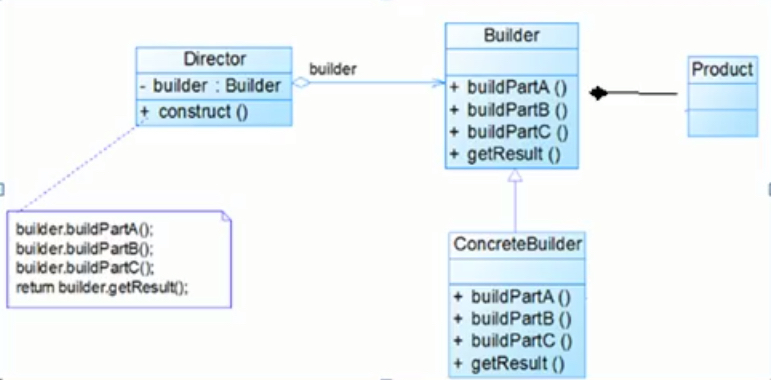 Director
- builder : Builder
+ construct ()
builder
Builder
+ buildPartA ()
+ buildPartB ()
+ buildPartC ()
+ getResult ()
Product
builder.buildPartA();
builder.buildPartB();
builder.buildPartC();
return builder.getResult();
ConcreteBuilder
+ buildPartA ()
+ buildPartB ()
+ buildPartC ()
+ getResult ()